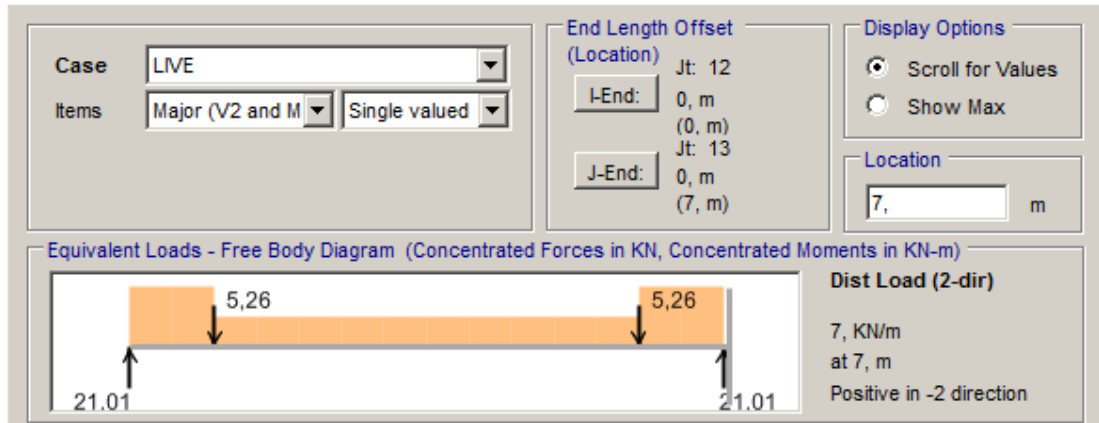 Case
LIVE
Items
Major (V2 and M
Single valued
End Length Offset
(Location)
I-End:
Jt: 12
0, m
(0, m)
J-End:
Jt: 13
0, m
(7, m)
Display Options
Scroll for Values
Show Max
Location
7,
m
Equivalent Loads - Free Body Diagram (Concentrated Forces in KN, Concentrated Moments in KN-m)
5,26
5,26
21.01
21.01
Dist Load (2-dir)
7, KN/m
at 7, m
Positive in -2 direction